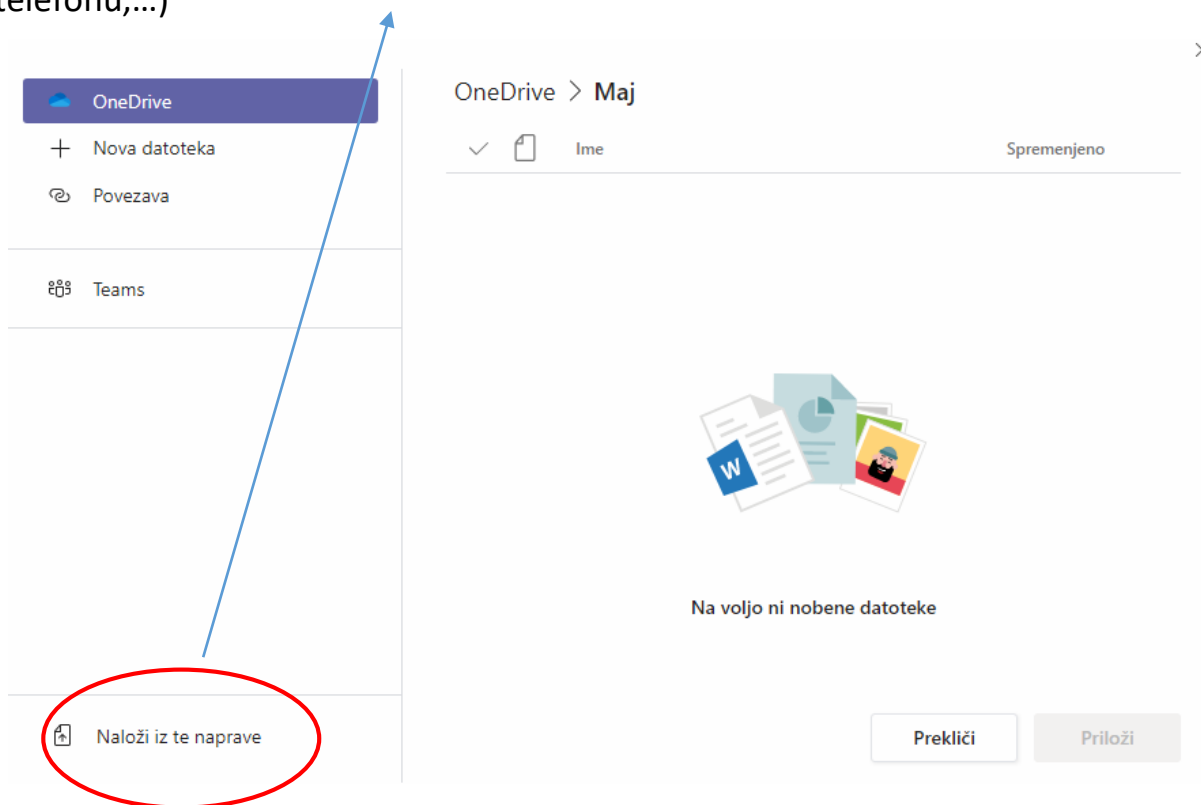 telefonu,...)
OneDrive
Nova datoteka
Povezava
Teams
Naloži iz te naprave
OneDrive > Maj
Ime Spremenjeno
W
Na voljo ni nobene datoteke
Prekliči Priloži